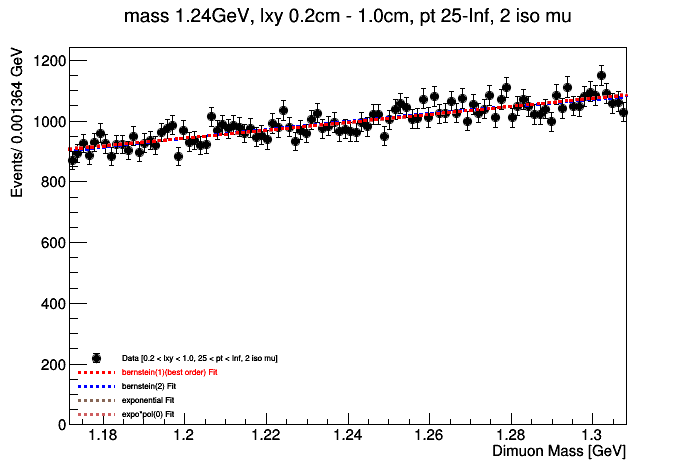 mass 1.24GeV, lxy 0.2cm - 1.0cm, pt 25-Inf, 2 iso mu
Events/ 0.001364 GeV
1200
1000
800
600
400
200
0
Data [0.2 < lxy < 1.0, 25 < pt < Inf, 2 iso mu]
bernstein(1)(best order) Fit
bernstein(2) Fit
exponential Fit
expo*pol(0) Fit
1.18
1.2
1.22
1.24
1.26
1.28
1.3
Dimuon Mass [GeV]